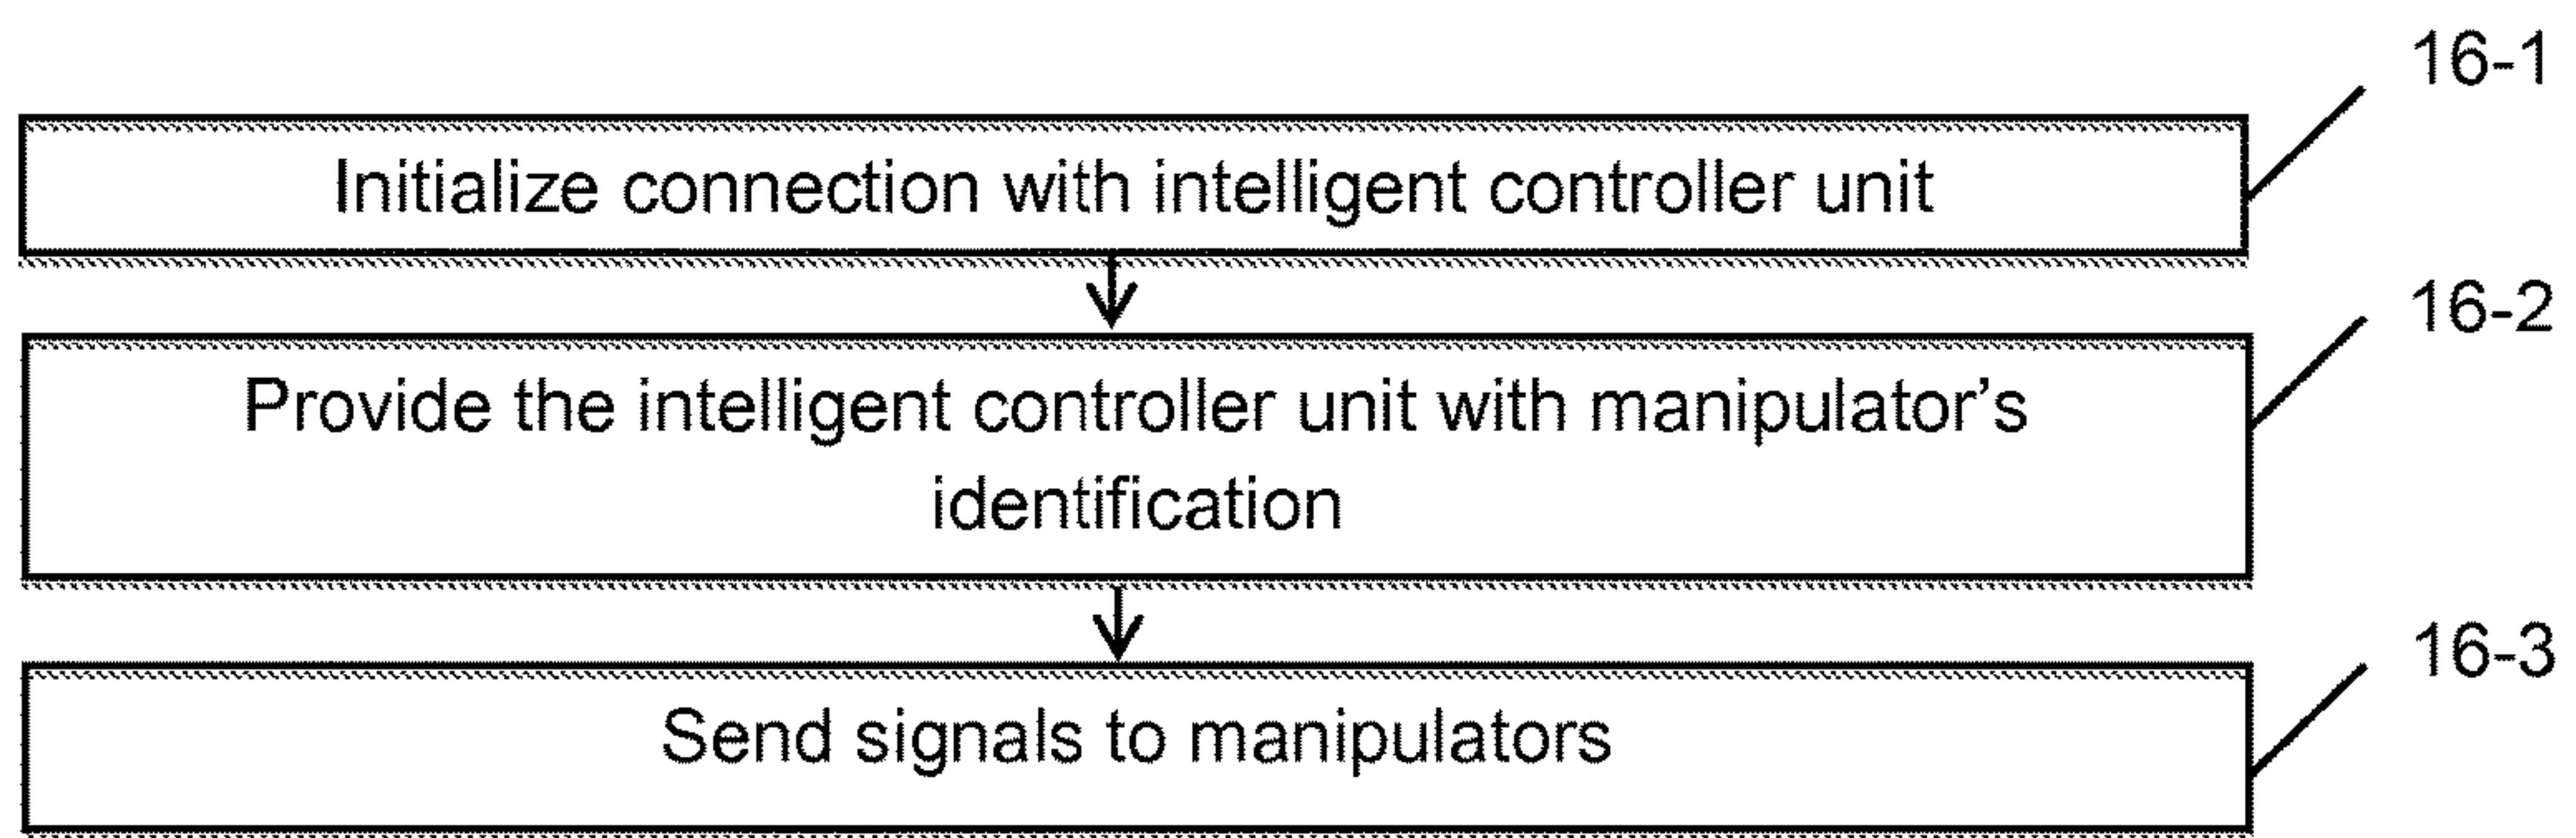 16-1
Initialize connection with intelligent controller unit
16-2
Provide the intelligent controller unit with manipulator’s
identification
16-3
Send signals to manipulators